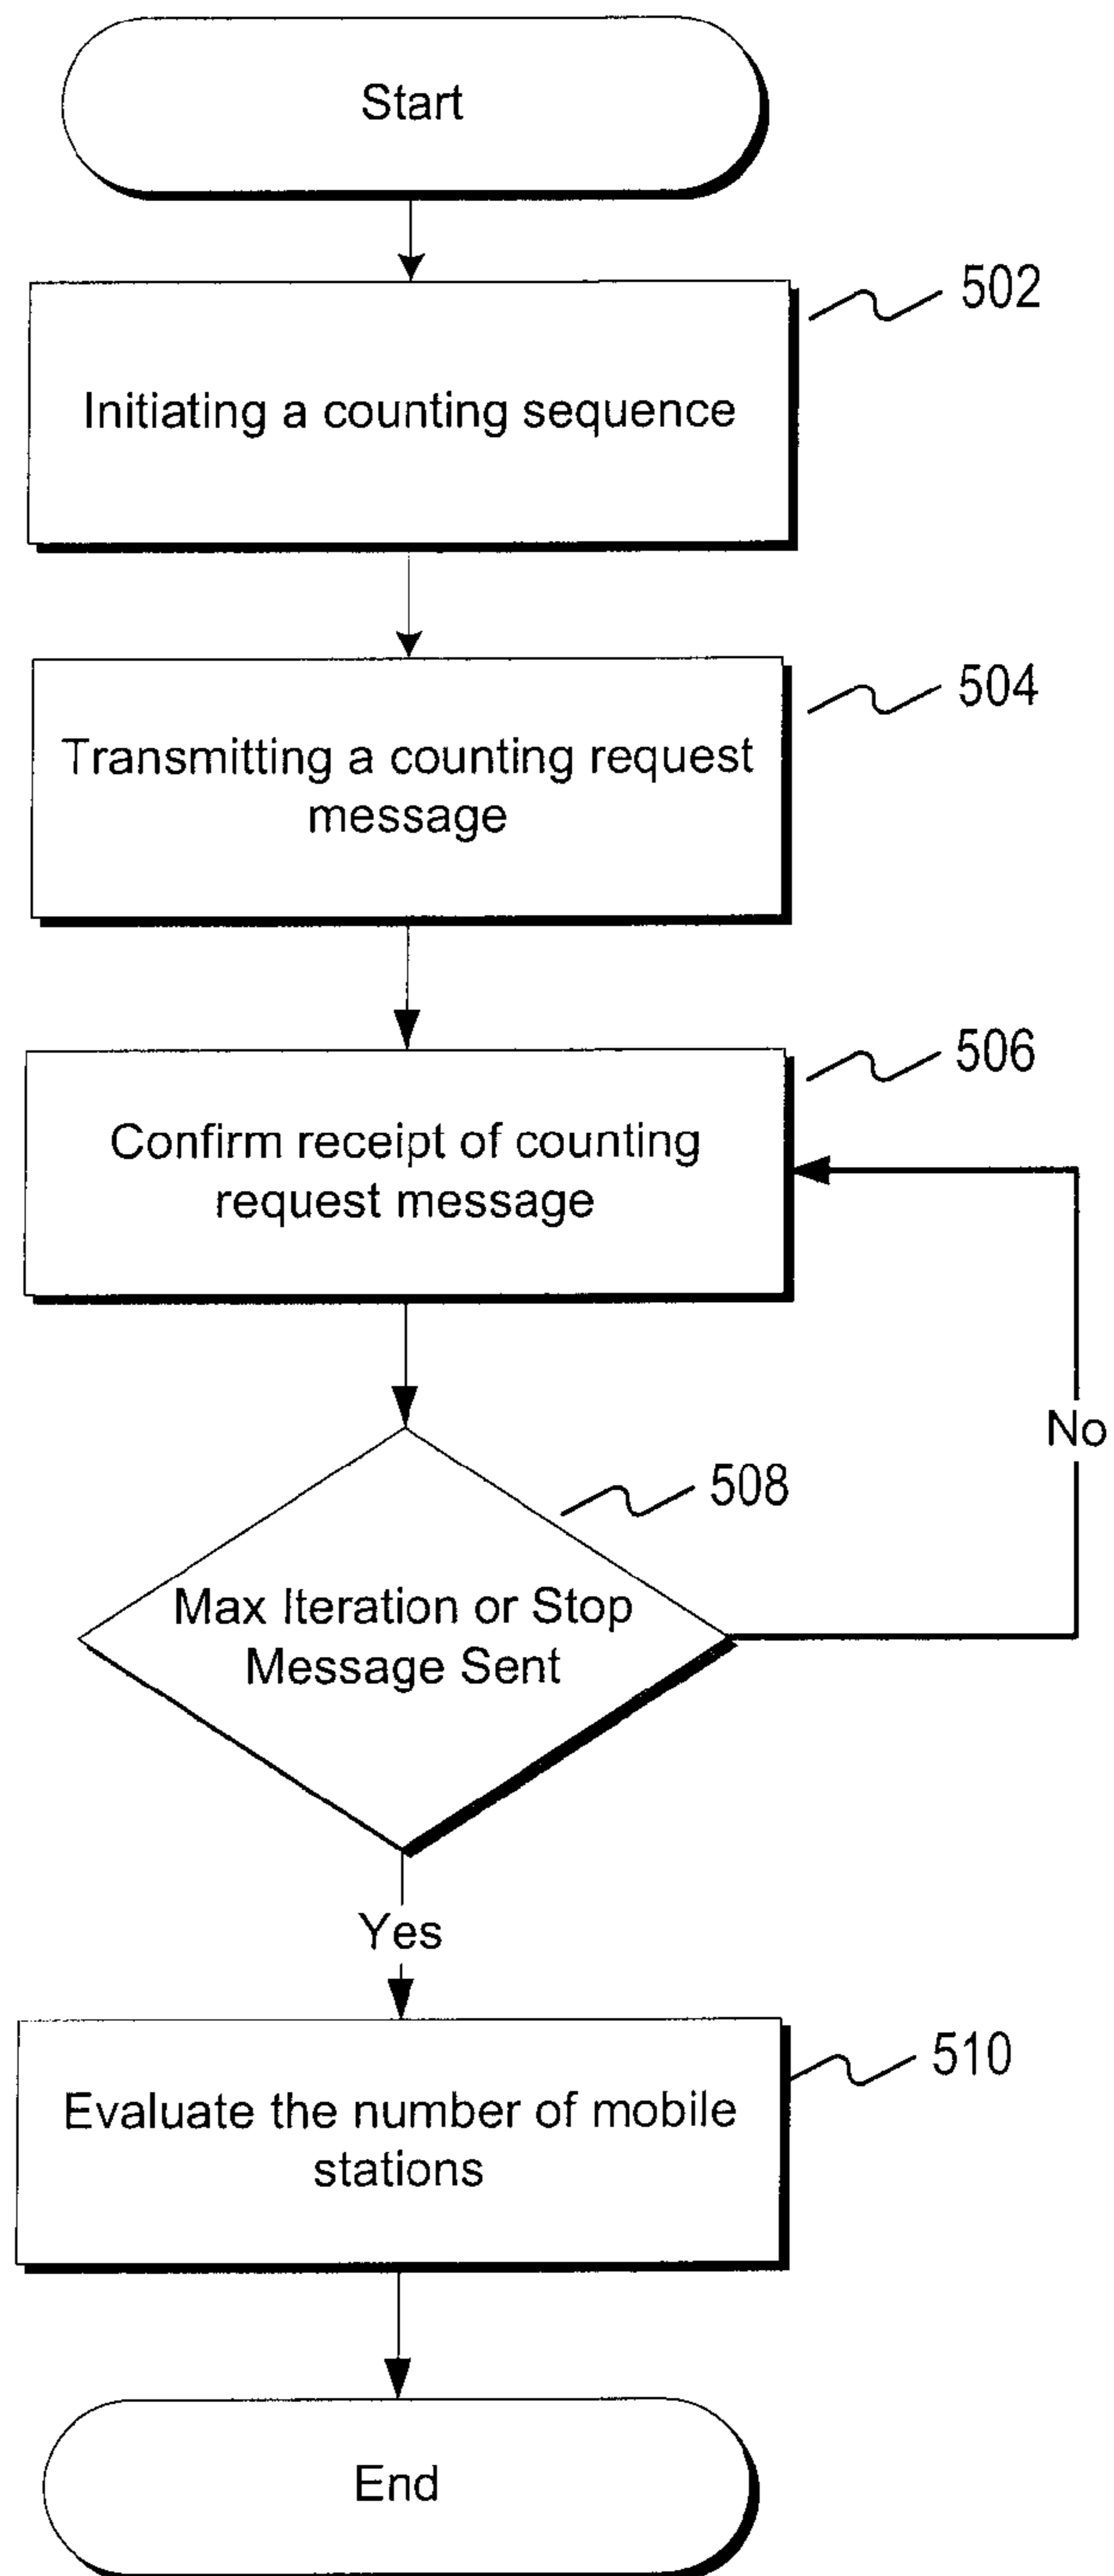 Start
502
Initiating a counting sequence
504
Transmitting a counting request
message
506
Confirm receipt of counting
request message
No
508
Max Iteration or Stop
Message Sent
Yes
510
Evaluate the number of mobile
stations
End